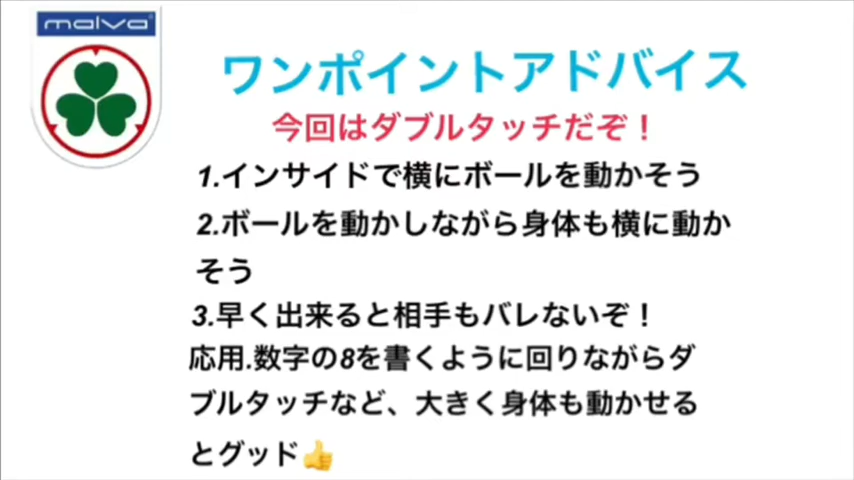 malva
ワンポイントアドバイス
今回はダブルタッチだぞ！
1.インサイドで横にボールを動かそう
2.ボールを動かしながら身体も横に動か
そう
3.早く出来ると相手もバレないぞ！
応用.数字の8を書くように回りながらダ
ブルタッチなど、大きく身体も動かせる
とグッド👍